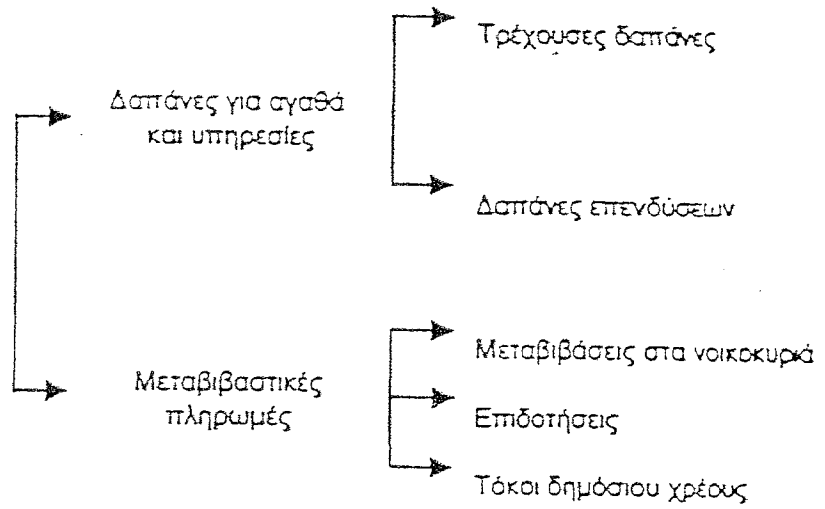 Τρέχουσες δαπάνες
Δαπάνες για αγαθά
και υπηρεσίες
Δαπάνες επενδύσεων
Μεταβιβάσεις στα νοικοκυριά
Μεταβιβαστικές
πληρωμές
Επιδοτήσεις
Τόκοι δημόσιου χρέους